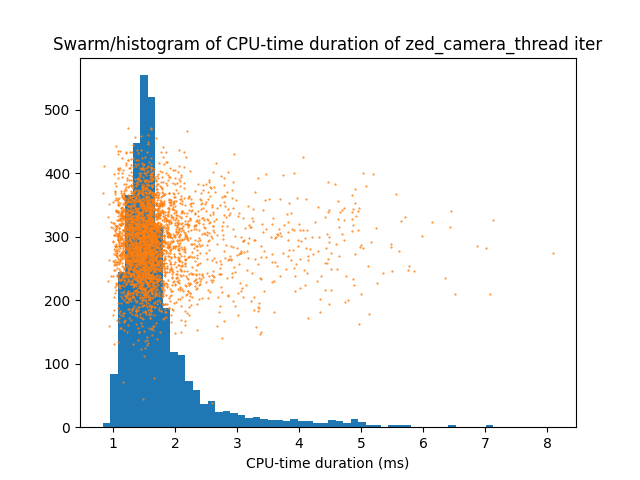 Swarm/histogram of CPU-time duration of zed_camera_thread iter
500
400
300
200
100
0
1 2 3 4 5 6 7 8
CPU-time duration (ms)